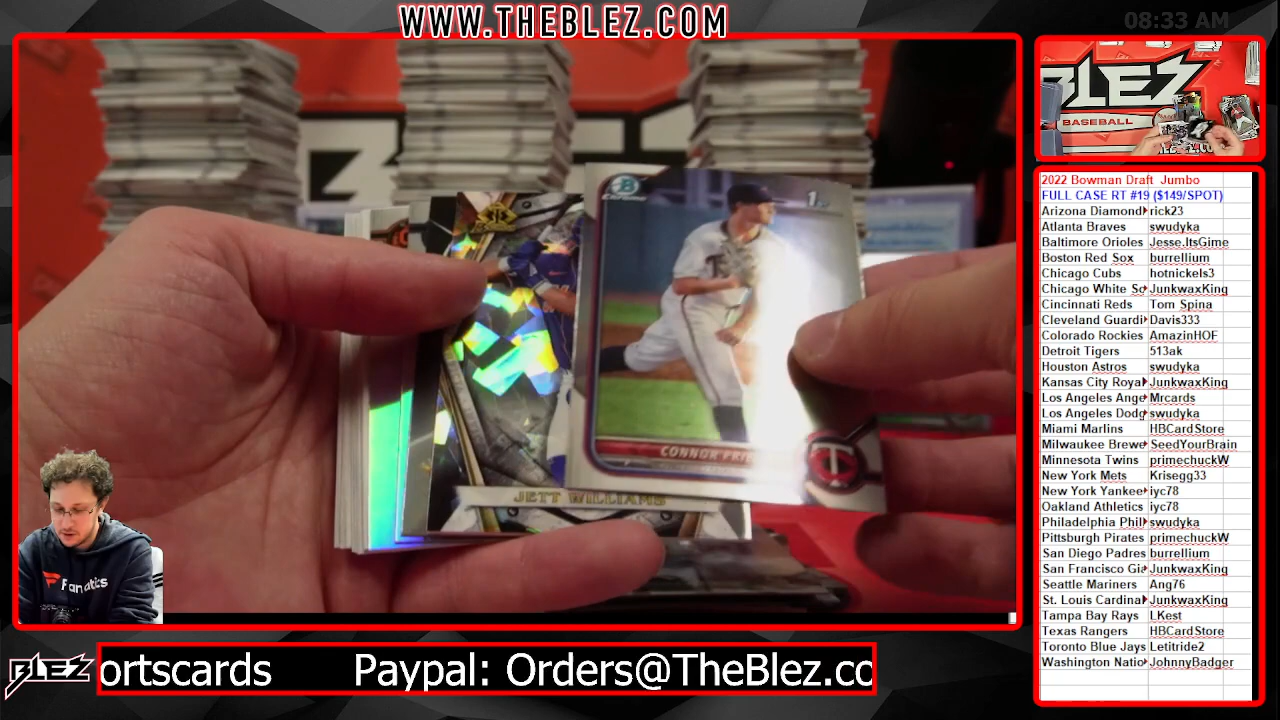 WWW.THEBLEZ.COM
08:33 AM
BLEZ
BASEBALL
1st
JETT WILLIAMS
2022 Bowman Draft Jumbo
FULL CASE RT #19 ($149/SPOT)
Arizona Diamond rick23
Atlanta Braves swudyka
Baltimore Orioles Jesse.ItsGime
Boston Red Sox burrellium
Chicago Cubs hotnickels3
Chicago White So JunkwaxKing
Cincinnati Reds Tom Spina
Cleveland Guardi Davis333
Colorado Rockies AmazinHOF
Detroit Tigers 513ak
Houston Astros swudyka
Kansas City Roya JunkwaxKing
Los Angeles Ange Mrcards
Los Angeles Dodg swudyka
Miami Marlins HBCardStore
Milwaukee Brewe SeedYourBrain
Minnesota Twins primechuckW
New York Mets Krisegg33
New York Yankee iyc78
Oakland Athletics iyc78
Philadelphia Phil swudyka
Pittsburgh Pirates primechuckW
San Diego Padres burrellium
San Francisco Gia JunkwaxKing
Seattle Mariners Ang76
St. Louis Cardina JunkwaxKing
Tampa Bay Rays LKest
Texas Rangers HBCardStore
Toronto Blue Jays Letitride2
Washington Natio JohnnyBadger
Fanatics
BLEZ
ortscards Paypal: Orders@TheBlez.co